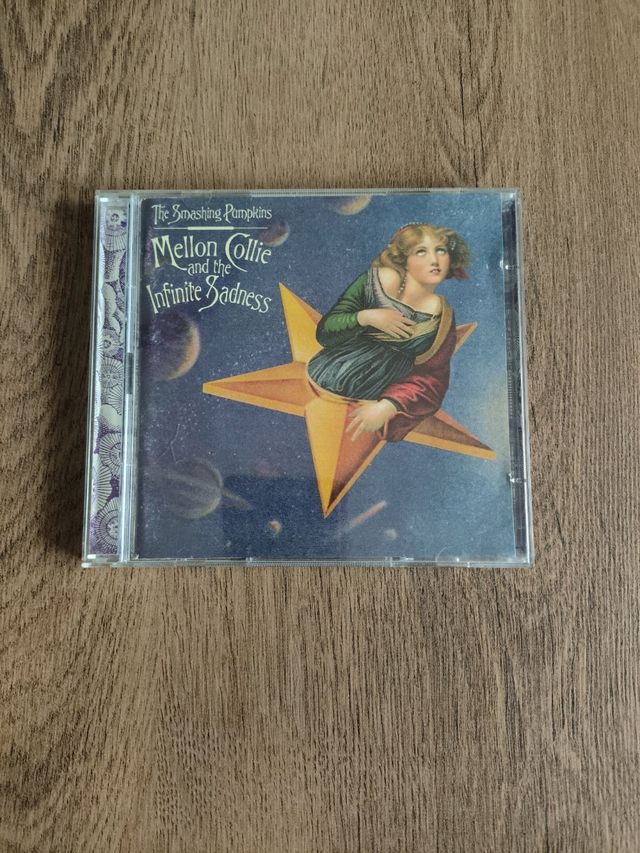 The Smashing Pumpkins
Mellon Collie
and the
Infinite Sadness